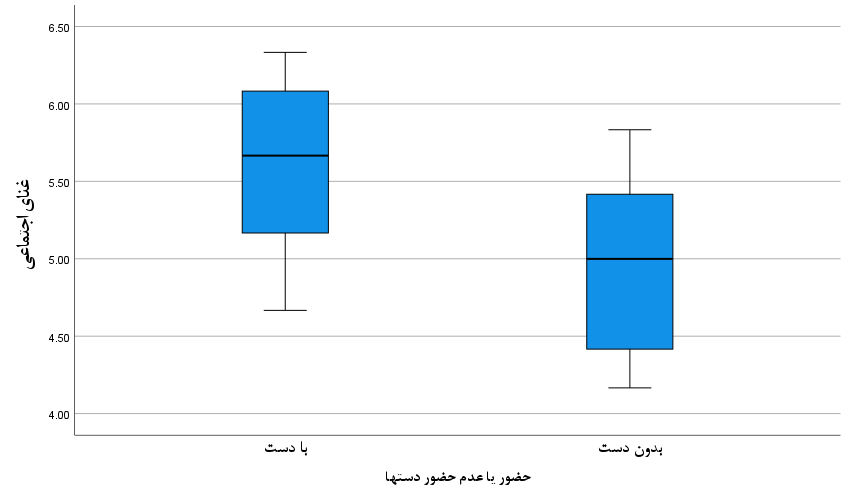 6.50
6.00
5.50
5.00
4.50
4.00
غنای اجتماعی
با دست
بدون دست
حضور یا عدم حضور دستها